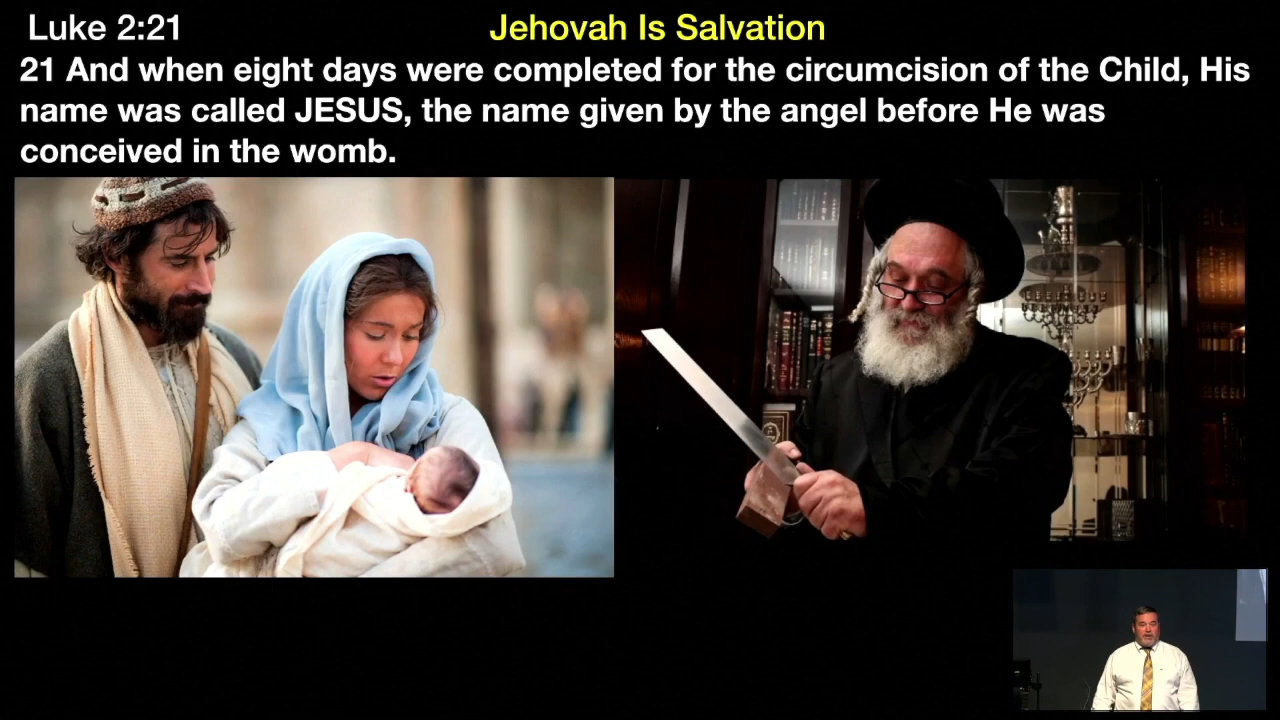 Luke 2:21
Jehovah Is Salvation
21 And when eight days were completed for the circumcision of the Child, His
name was called JESUS, the name given by the angel before He was
conceived in the womb.